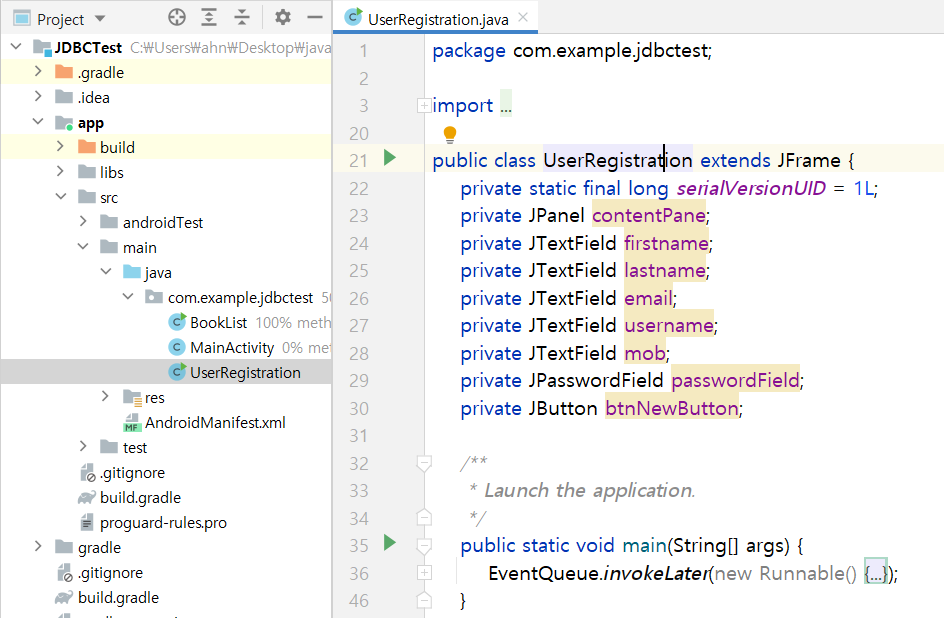 Project
JDBCTest C:₩Users₩ahn₩Desktop₩java
.gradle
.idea
app
build
libs
src
androidTest
main
java
com.example.jdbctest
BookList 100% meth
MainActivity 0% met
UserRegistration
res
MF AndroidManifest.xml
test
.gitignore
build.gradle
proguard-rules.pro
gradle
.gitignore
build.gradle
UserRegistration.java
1 package com.example.jdbctest;
2
3 import ...
20
21 public class UserRegistration extends JFrame {
22 private static final long serialVersionUID = 1L;
23 private JPanel contentPane;
24 private JTextField firstname;
25 private JTextField lastname;
26 private JTextField email;
27 private JTextField username;
28 private JTextField mob;
29 private JPasswordField passwordField;
30 private JButton btnNewButton;
31
32 /**
33 * Launch the application.
34 */
35 public static void main(String[] args) {
36 EventQueue.invokeLater(new Runnable() {...});
46 }